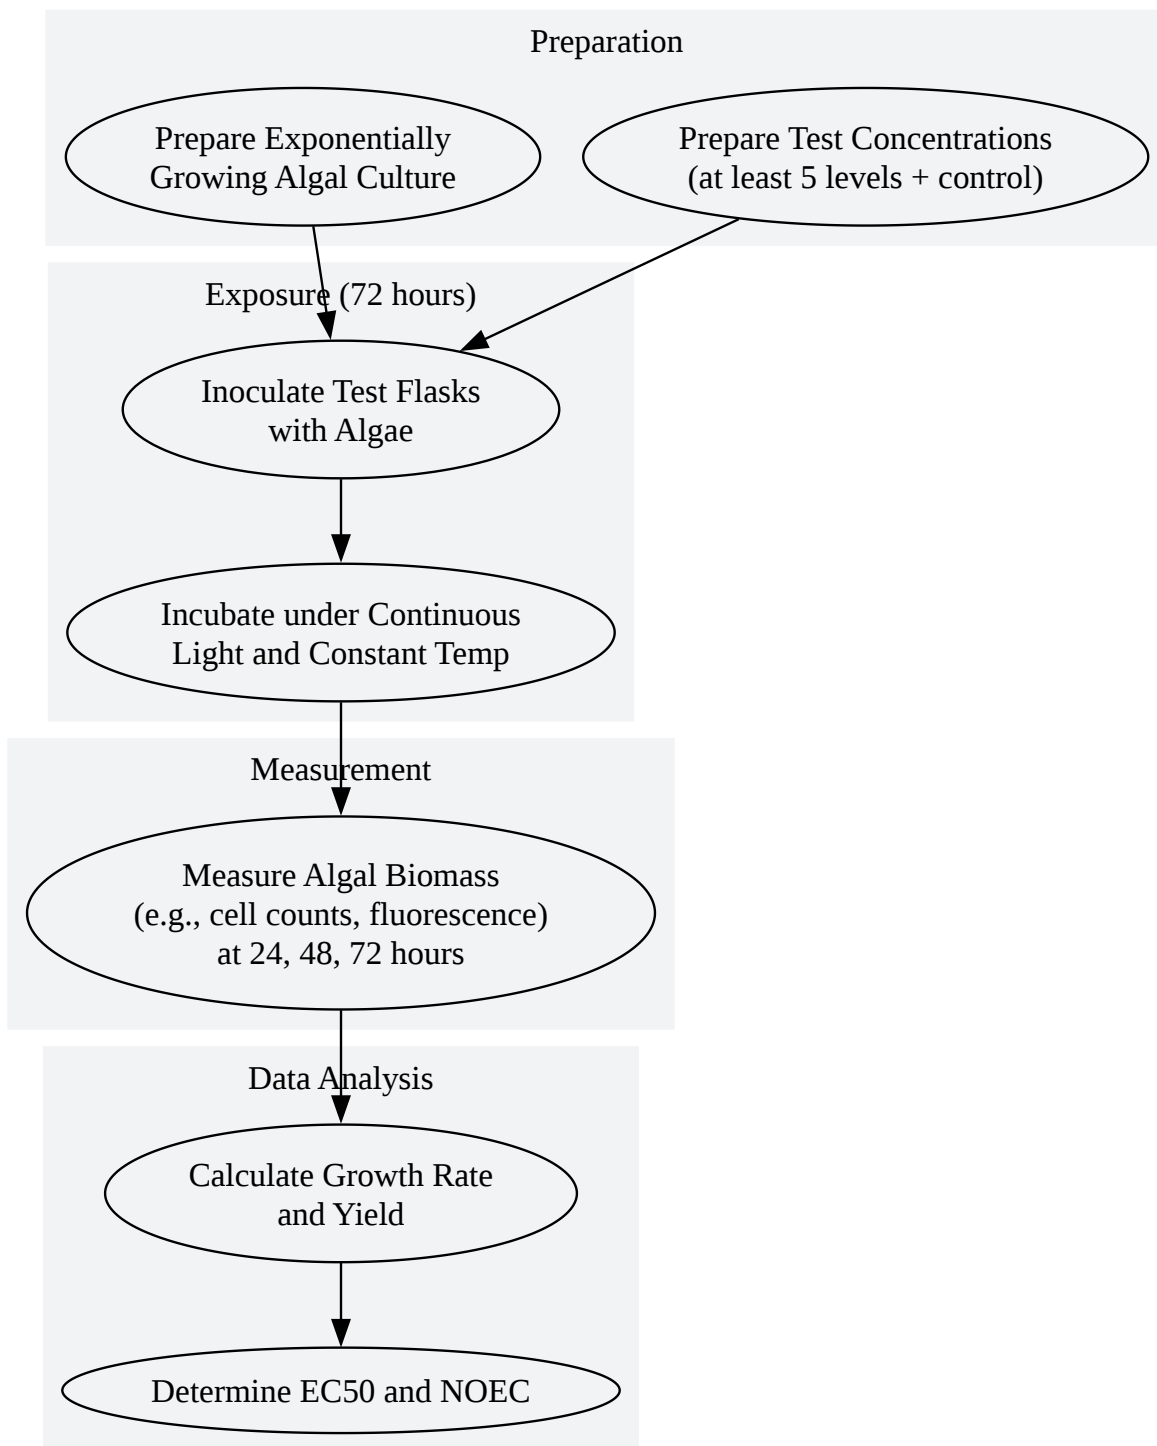 Preparation
Prepare Exponentially
Growing Algal Culture
Prepare Test Concentrations
(at least 5 levels + control)
Exposure (72 hours)
Inoculate Test Flasks
with Algae
Incubate under Continuous
Light and Constant Temp
Measurement
Measure Algal Biomass
(e.g., cell counts, fluorescence)
at 24, 48, 72 hours
Data Analysis
Calculate Growth Rate
and Yield
Determine EC50 and NOEC